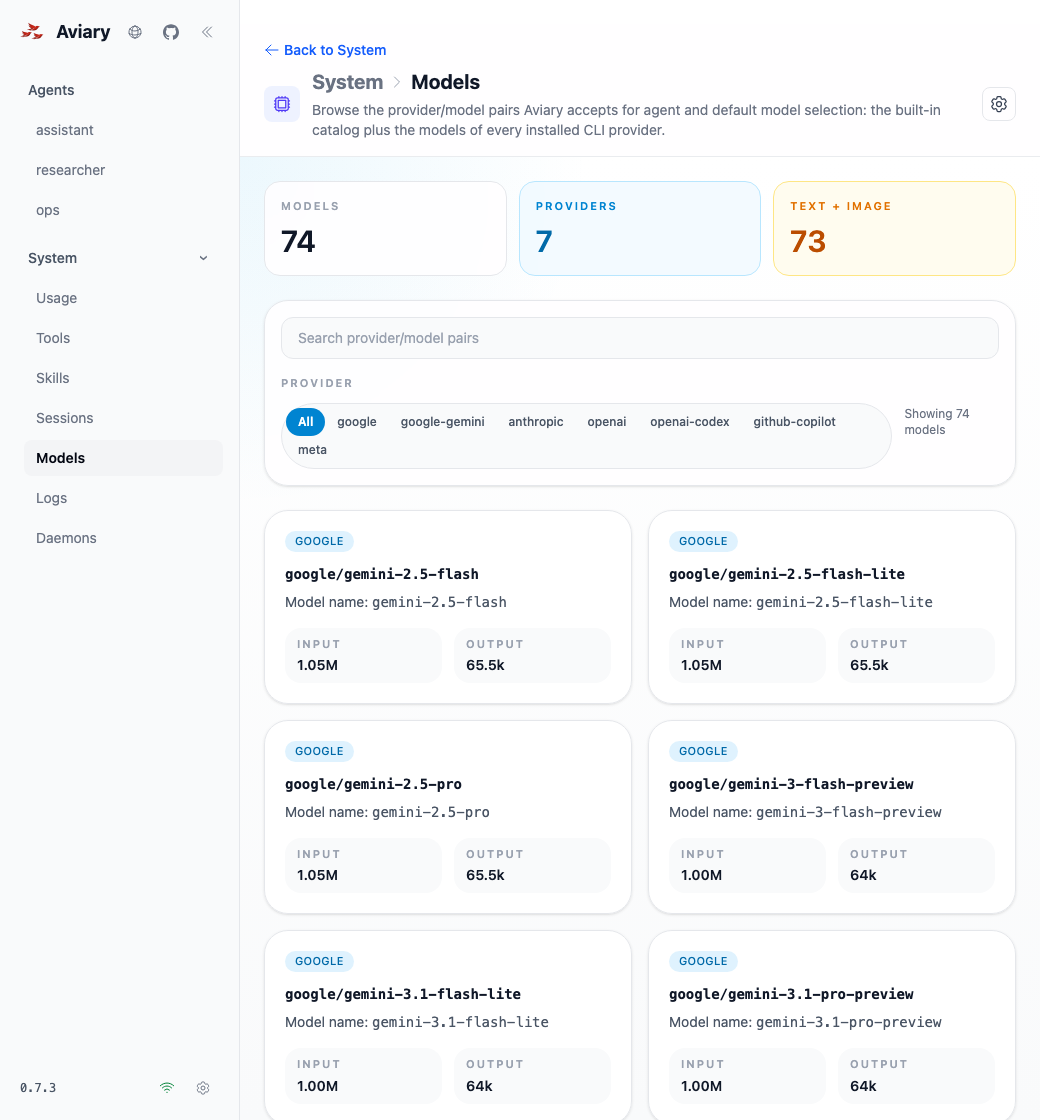 Aviary
Agents
assistant
researcher
ops
System
Usage
Tools
Skills
Sessions
Models
Logs
Daemons
0.7.3
Back to System
System > Models
Browse the provider/model pairs Aviary accepts for agent and default model selection: the built-in
catalog plus the models of every installed CLI provider.
MODELS
74
PROVIDERS
7
TEXT + IMAGE
73
Search provider/model pairs
PROVIDER
All google google-gemini anthropic openai openai-codex github-copilot
meta
Showing 74
models
GOOGLE
google/gemini-2.5-flash
Model name: gemini-2.5-flash
INPUT OUTPUT
1.05M 65.5k
GOOGLE
google/gemini-2.5-flash-lite
Model name: gemini-2.5-flash-lite
INPUT OUTPUT
1.05M 65.5k
GOOGLE
google/gemini-2.5-pro
Model name: gemini-2.5-pro
INPUT OUTPUT
1.05M 65.5k
GOOGLE
google/gemini-3-flash-preview
Model name: gemini-3-flash-preview
INPUT OUTPUT
1.00M 64k
GOOGLE
google/gemini-3.1-flash-lite
Model name: gemini-3.1-flash-lite
INPUT OUTPUT
1.00M 64k
GOOGLE
google/gemini-3.1-pro-preview
Model name: gemini-3.1-pro-preview
INPUT OUTPUT
1.00M 64k